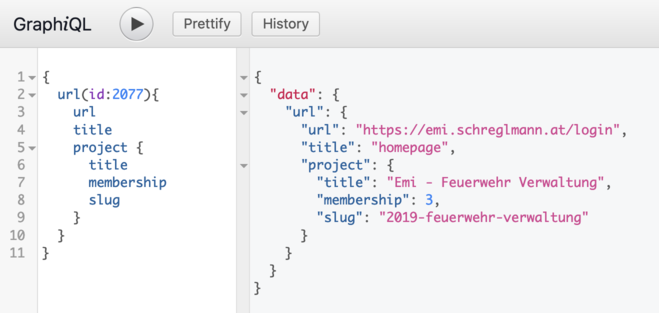 GraphiQL Prettify History
1 {
2 url(id:2077){
3 url
4 title
5 project {
6 title
7 membership
8 slug
9 }
10 }
11 }
{
"data": {
"url": {
"url": "https://emi.schreglmann.at/login",
"title": "homepage",
"project": {
"title": "Emi - Feuerwehr Verwaltung",
"membership": 3,
"slug": "2019-feuerwehr-verwaltung"
}
}
}
}